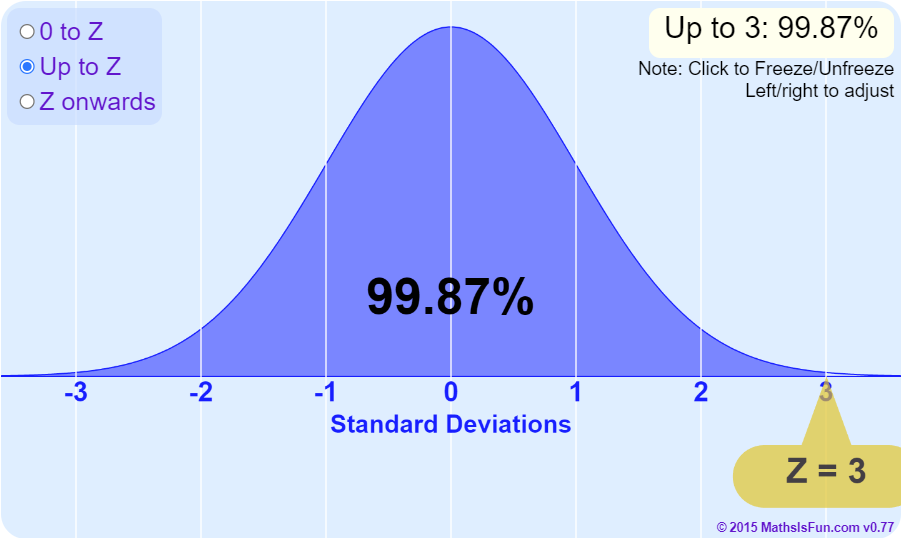 0 to Z
Up to Z
Z onwards
Up to 3: 99.87%
Note: Click to Freeze/Unfreeze
Left/right to adjust
99.87%
-3 -2 -1 0 1 2 3
Standard Deviations
Z = 3
© 2015 MathsIsFun.com v0.77